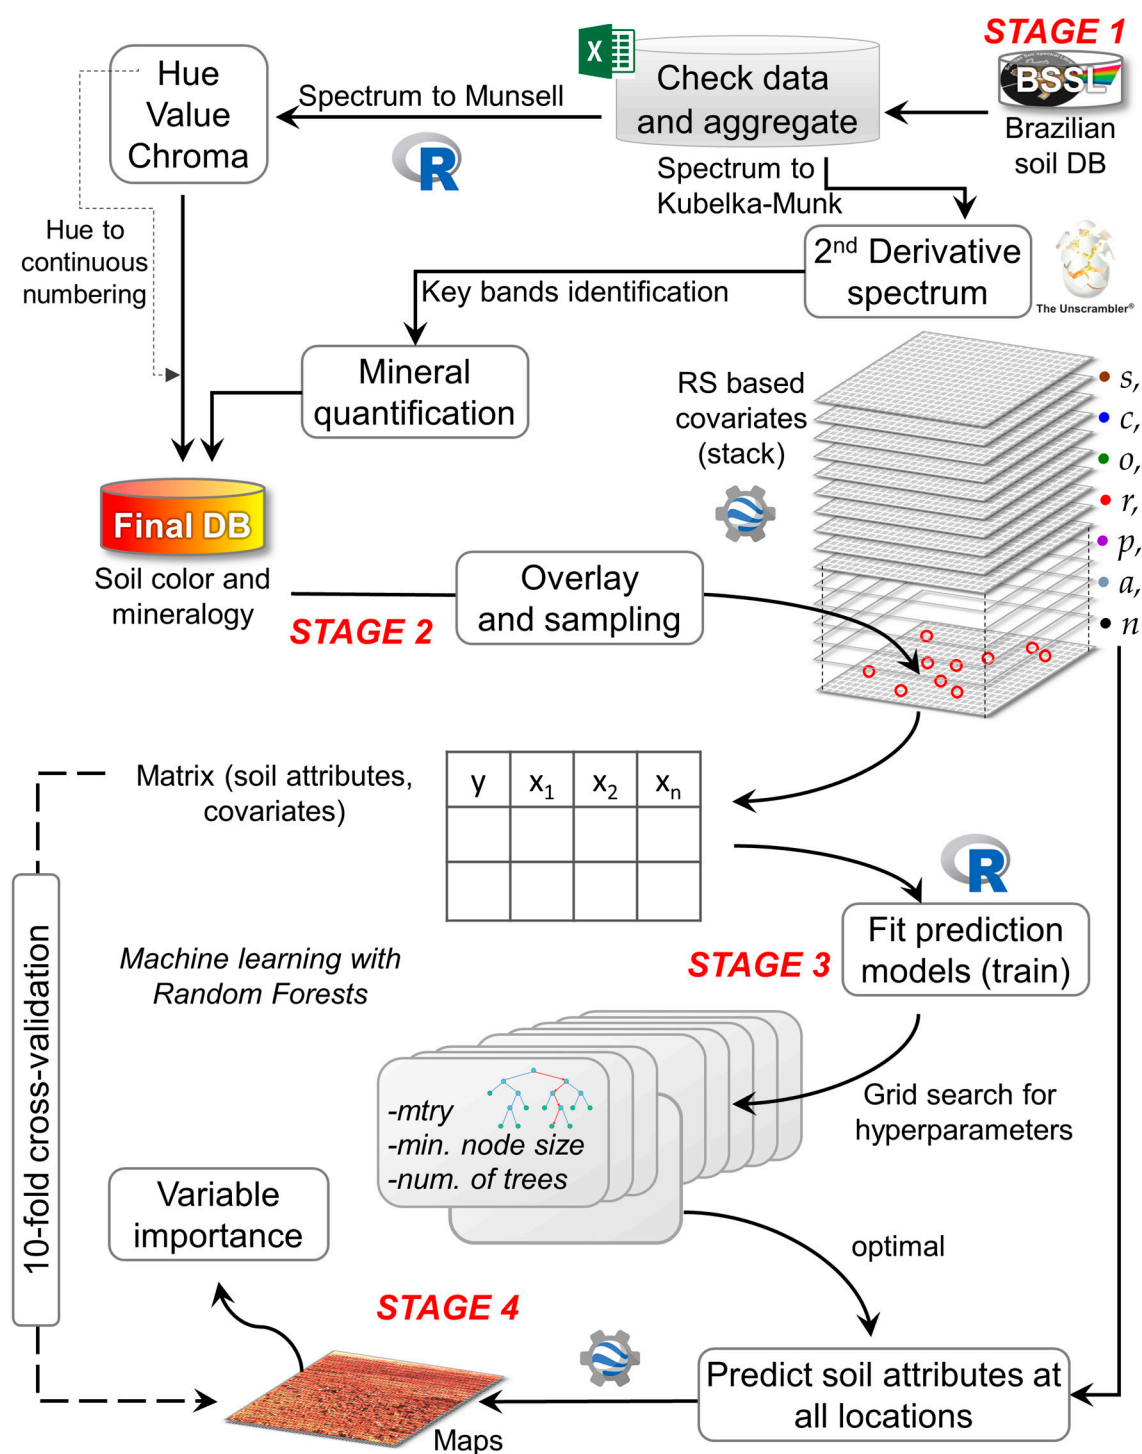 STAGE 1
BSSL
Brazilian
soil DB
X
Check data
and aggregate
Spectrum to Munsell
R
Hue
Value
Chroma
Hue to
continuous
numbering
Spectrum to
Kubelka-Munk
2nd Derivative
spectrum
The Unscrambler®
Key bands identification
Mineral
quantification
Final DB
Soil color and
mineralogy
RS based
covariates
(stack)
s,
c,
o,
r,
p,
a,
n
STAGE 2
Overlay
and sampling
Matrix (soil attributes,
covariates)
y x1 x2 xn
R
STAGE 3
Fit prediction
models (train)
Machine learning with
Random Forests
10-fold cross-validation
Grid search for
hyperparameters
-mtry
-min. node size
-num. of trees
optimal
Variable
importance
STAGE 4
Predict soil attributes at
all locations
Maps